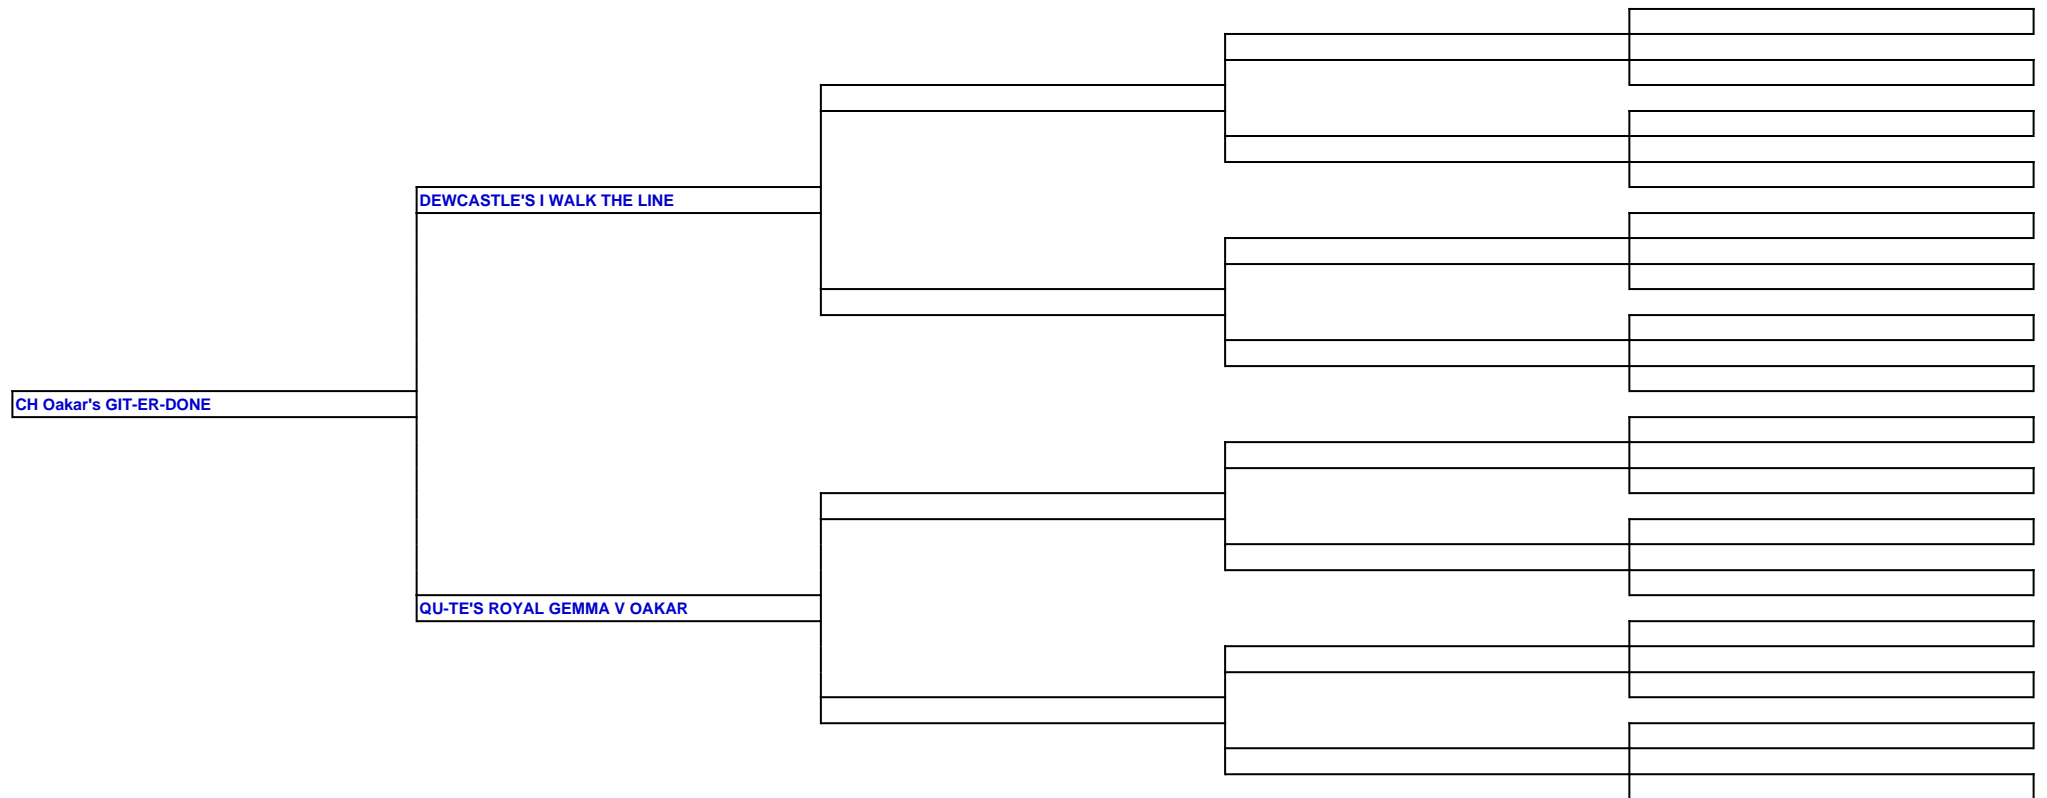 DEWCASTLE'S I WALK THE LINE
CH Oakar's GIT-ER-DONE
QU-TE'S ROYAL GEMMA V OAKAR